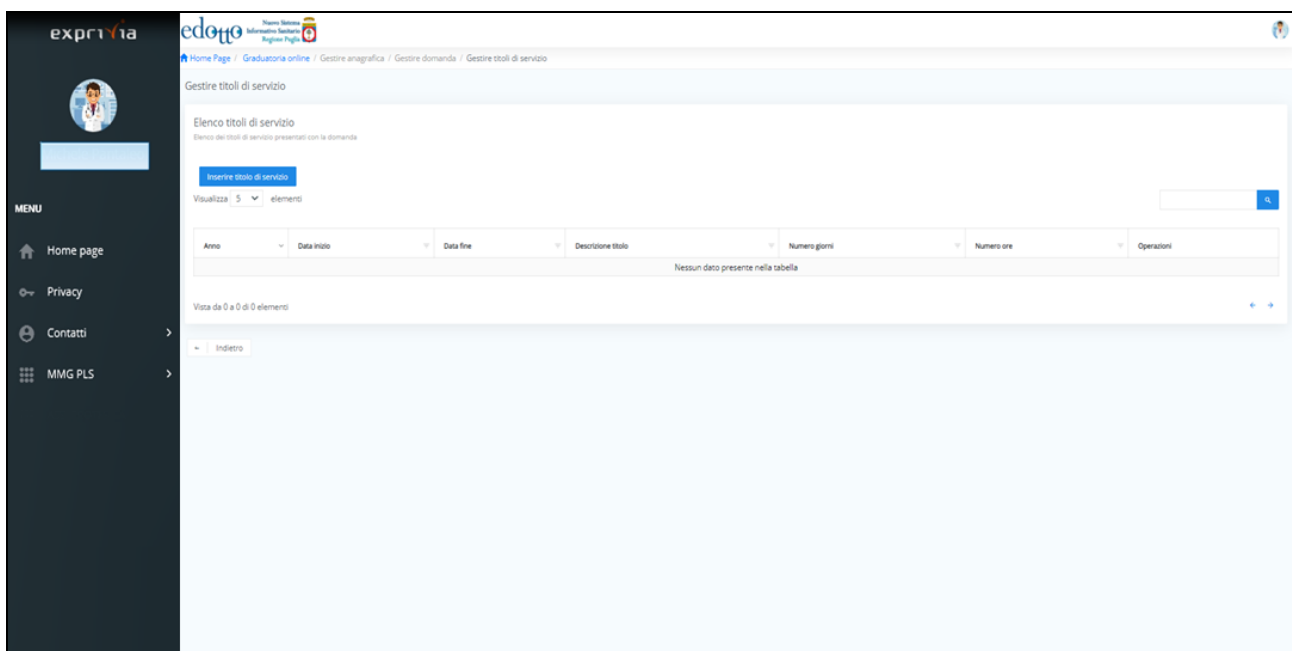 exprivia
edotto Nuovo Sistema Informativo Sanitario Regione Puglia
Home Page / Graduatoria online / Gestire anagrafica / Gestire domanda / Gestire titoli di servizio
Gestire titoli di servizio
Elenco titoli di servizio
Elenco dei titoli di servizio presentati con la domanda
Inserire titolo di servizio
Visualizza 5 elementi
MENU
Home page
Privacy
Contatti
MMG PLS
Anno Data inizio Data fine Descrizione titolo Numero giorni Numero ore Operazioni
Nessun dato presente nella tabella
Vista da 0 a 0 di 0 elementi
Indietro